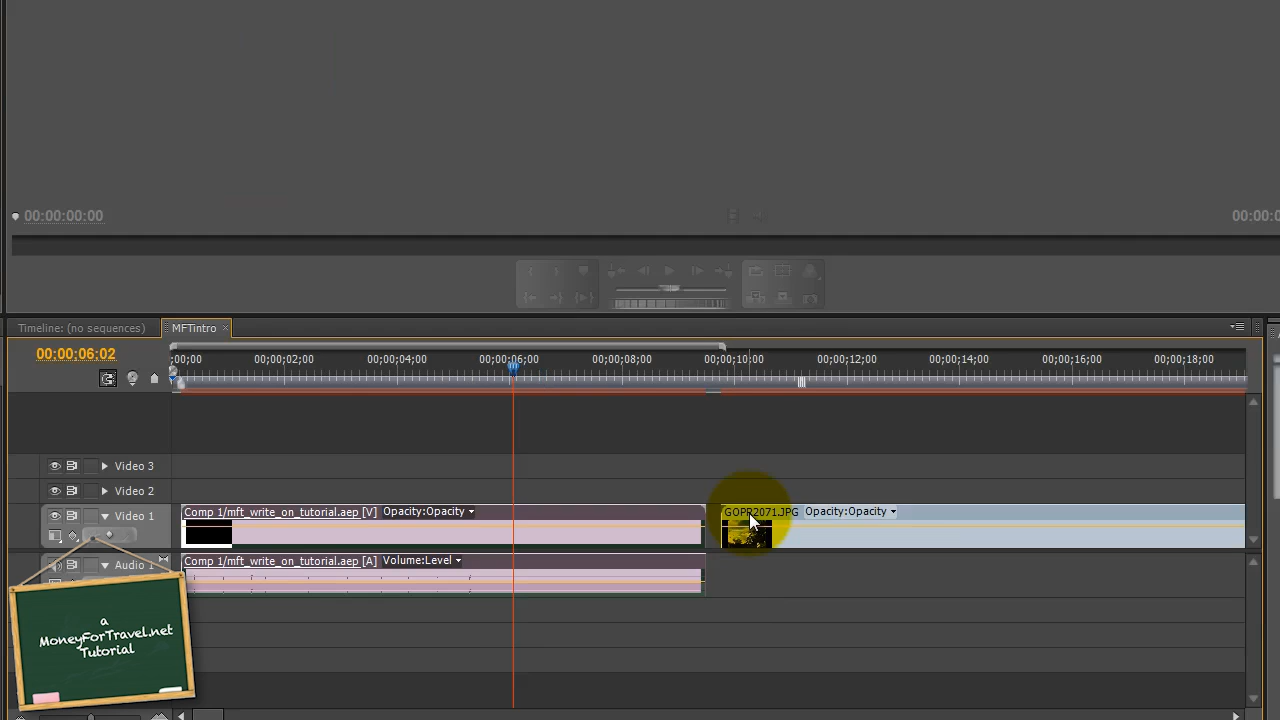 00:00:00:00
00:00:0
Timeline: (no sequences)
MFTintro
00:00:06:02
;00;00
00;00;02;00
00;00;04;00
00;00;06;00
00;00;08;00
00;00;10;00
00;00;12;00
00;00;14;00
00;00;16;00
00;00;18;00
Video 3
Video 2
Video 1
Comp 1/mft_write_on_tutorial.aep [V] Opacity:Opacity
GOPR2071.JPG Opacity:Opacity
Audio 1
Comp 1/mft_write_on_tutorial.aep [A] Volume:Level
a
MoneyForTravel.net
Tutorial